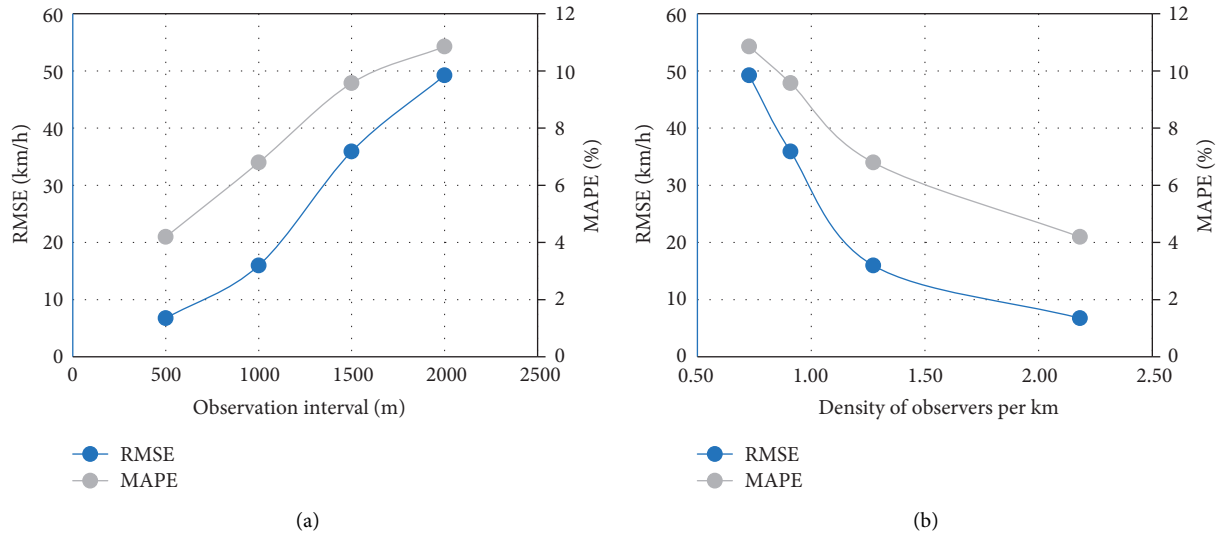 60
50
40
30
20
10
0
RMSE (km/h)
12
10
8
6
4
2
0
MAPE (%)
0 500 1000 1500 2000 2500
Observation interval (m)
RMSE
MAPE
(a)
60
50
40
30
20
10
0
RMSE (km/h)
12
10
8
6
4
2
0
MAPE (%)
0.50 1.00 1.50 2.00 2.50
Density of observers per km
RMSE
MAPE
(b)